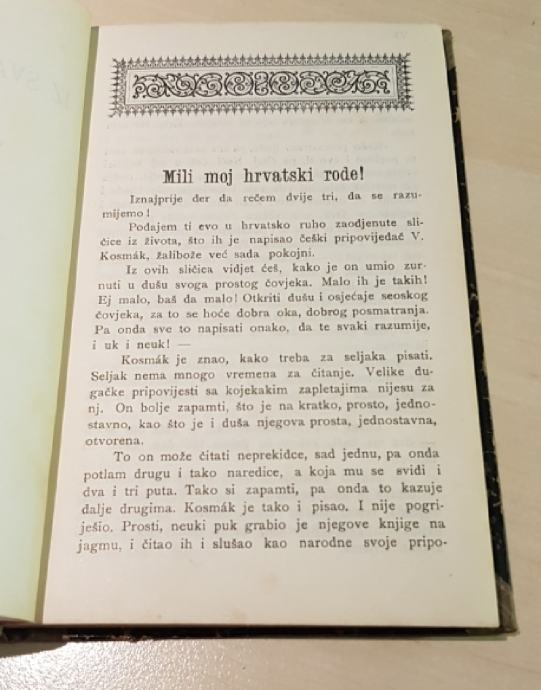 Mili moj hrvatski rode!
Iznajprije der da rečem dvije tri, da se razu-
mijemo!
Podajem ti evo u hrvatsko ruho zaodjenute sli-
čice iz života, što ih je napisao češki pripovijedač V.
Kosmák, žalibože već sada pokojni.
Iz ovih sličica vidjet ćeš, kako je on umio zur-
nuti u dušu svoga prostog čovjeka. Malo ih je takih!
Ej malo, baš da malo! Otkriti dušu i osjećaje seoskog
čovjeka, za to se hoće dobra oka, dobrog posmatranja.
Pa onda sve to napisati onako, da te svaki razumije,
i uk i neuk! —
Kosmák je znao, kako treba za seljaka pisati.
Seljak nema mnogo vremena za čitanje. Velike du-
gačke pripovijesti sa kojekakim zapletajima nijesu za
nj. On bolje zapamti, što je na kratko, prosto, jedno-
stavno, kao što je i duša njegova prosta, jednostavna,
otvorena.
To on može čitati neprekidce, sad jednu, pa onda
potlam drugu i tako naredice, a koja mu se svidi i
dva i tri puta. Tako si zapamti, pa onda to kazuje
dalje drugima. Kosmák je tako i pisao. I nije pogri-
ješio. Prosti, neuki puk grabio je njegove knjige na
jagmu, i čitao ih i slušao kao narodne svoje pripo-